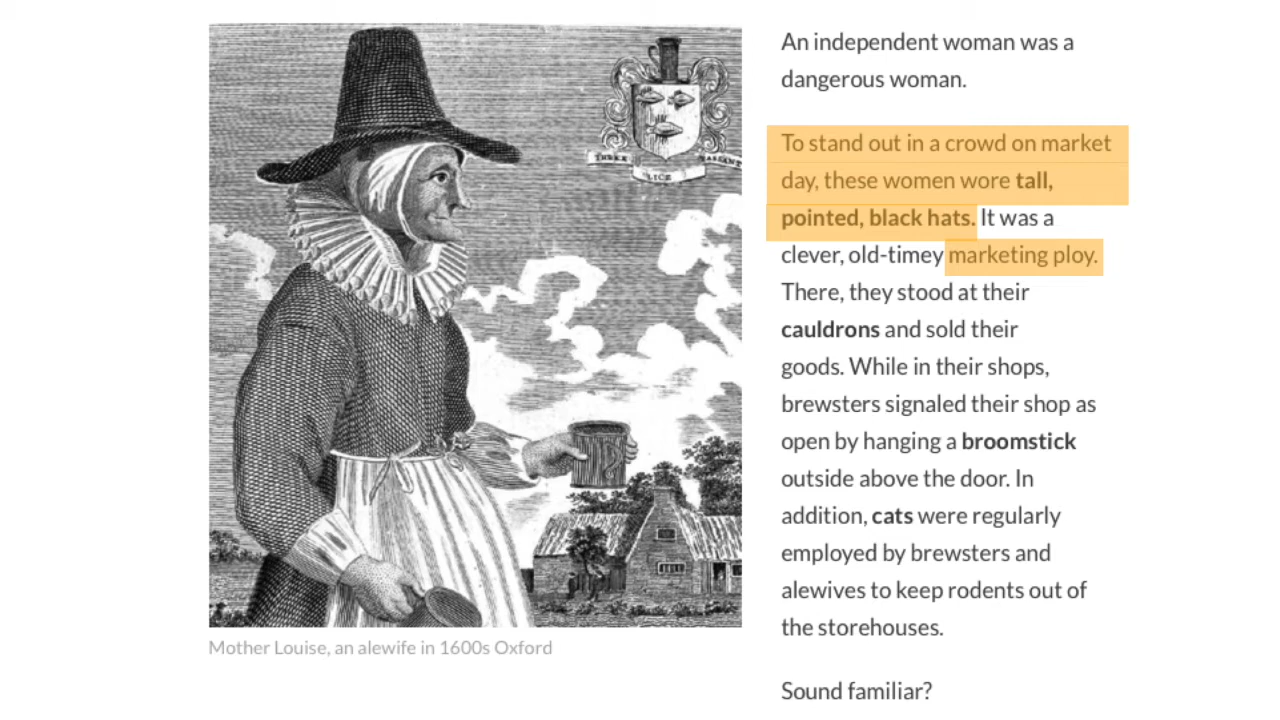 THREE
LICE
PASSANT
Mother Louise, an alewife in 1600s Oxford
An independent woman was a
dangerous woman.
To stand out in a crowd on market
day, these women wore tall,
pointed, black hats. It was a
clever, old-timey marketing ploy.
There, they stood at their
cauldrons and sold their
goods. While in their shops,
brewsters signaled their shop as
open by hanging a broomstick
outside above the door. In
addition, cats were regularly
employed by brewsters and
alewives to keep rodents out of
the storehouses.
Sound familiar?